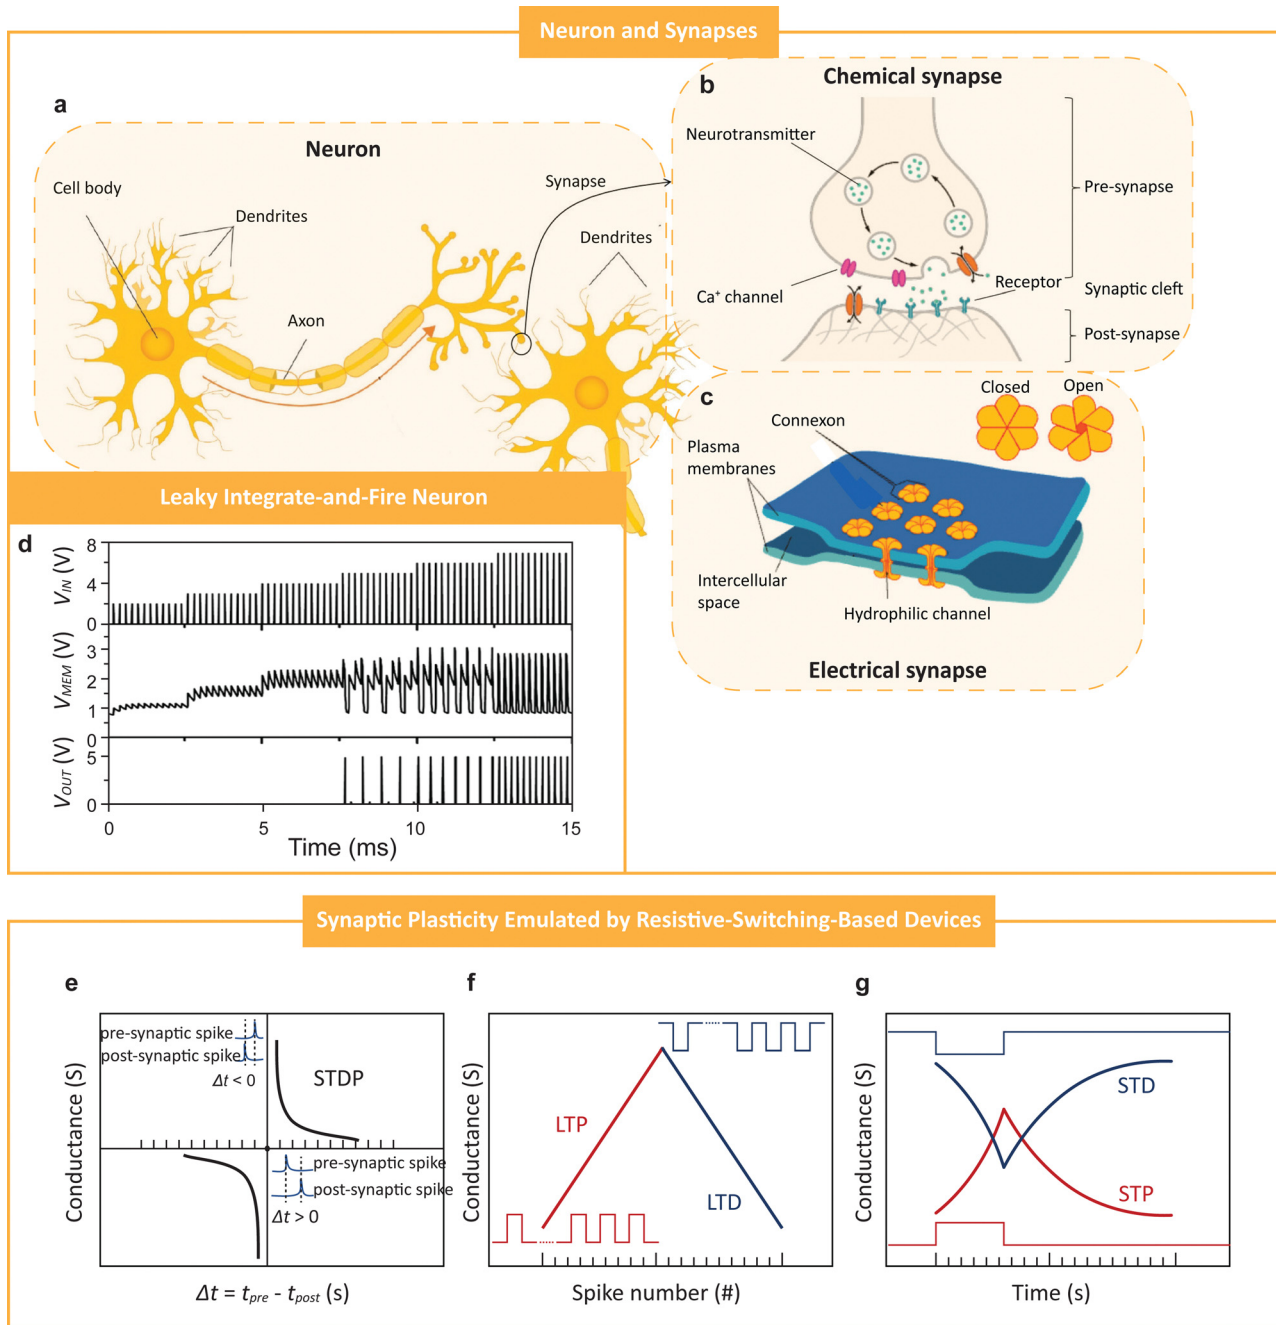 Neuron and Synapses
a
Neuron
Cell body
Dendrites
Axon
Synapse
Dendrites
b
Chemical synapse
Neurotransmitter
Pre-synapse
Ca⁺ channel
Receptor
Synaptic cleft
Post-synapse
c
Closed
Open
Connexon
Plasma
membranes
Intercellular
space
Hydrophilic channel
Electrical synapse
Leaky Integrate-and-Fire Neuron
d
V_IN (V)
8
4
0
V_MEM (V)
3
2
1
0
V_OUT (V)
5
0
0
5
10
15
Time (ms)
Synaptic Plasticity Emulated by Resistive-Switching-Based Devices
e
pre-synaptic spike
post-synaptic spike
Δt < 0
STDP
pre-synaptic spike
post-synaptic spike
Δt > 0
Conductance (S)
Δt = t_pre - t_post (s)
f
LTP
LTD
Conductance (S)
Spike number (#)
g
STD
STP
Conductance (S)
Time (s)